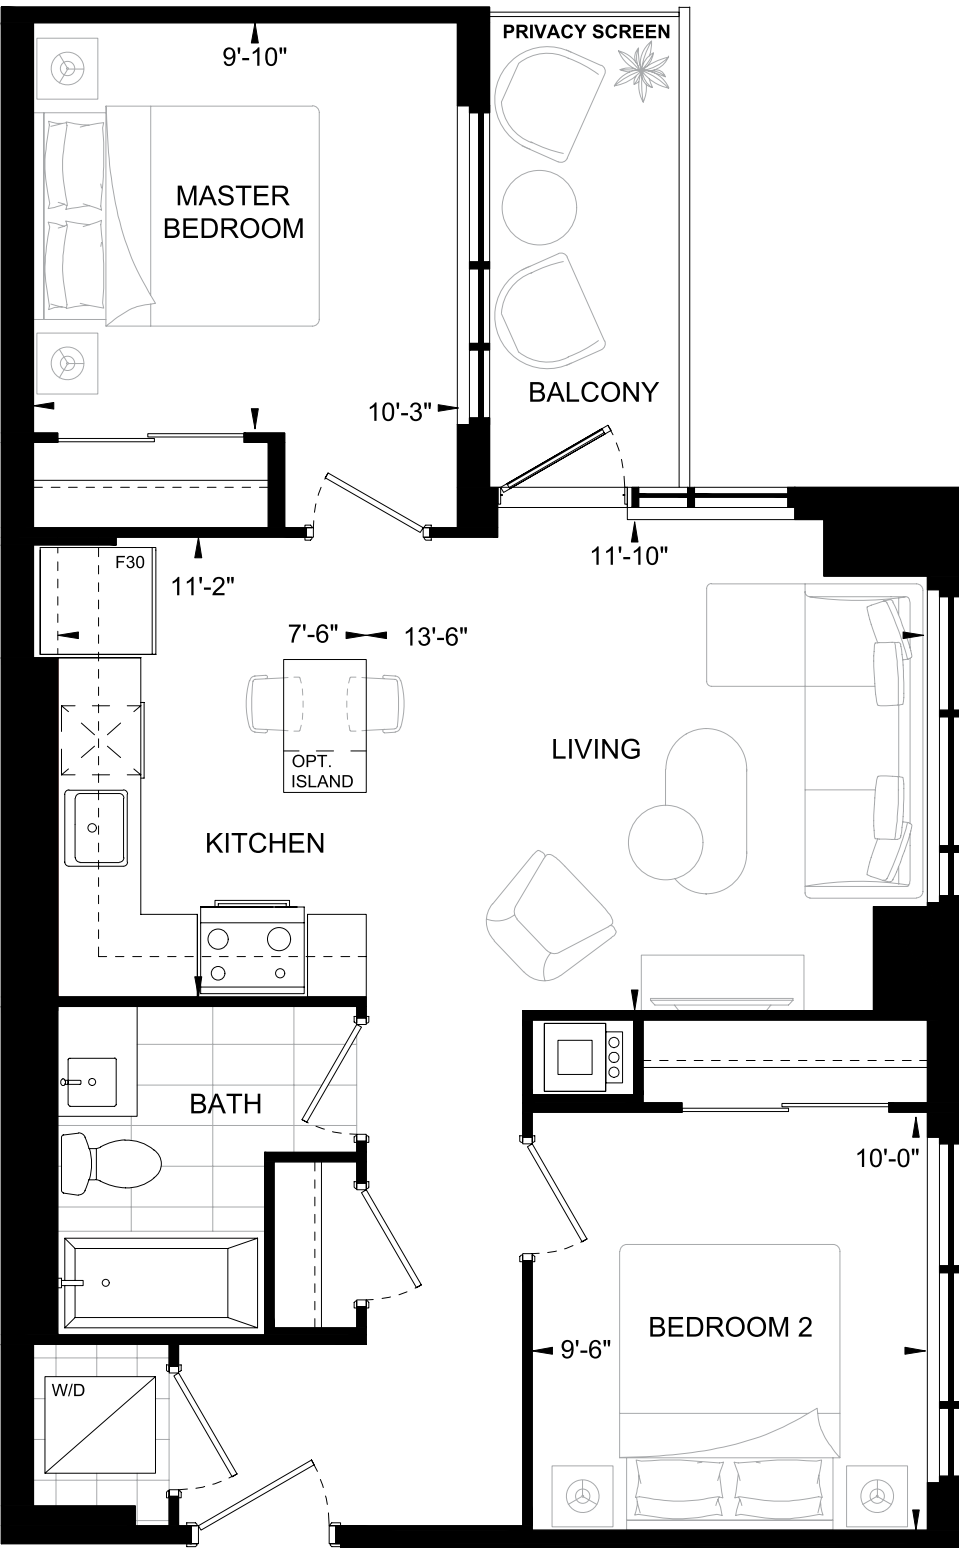 PRIVACY SCREEN
9'-10"
MASTER
BEDROOM
BALCONY
10'-3"
F30
11'-2"
11'-10"
7'-6"
13'-6"
LIVING
OPT.
ISLAND
KITCHEN
BATH
10'-0"
BEDROOM 2
9'-6"
W/D